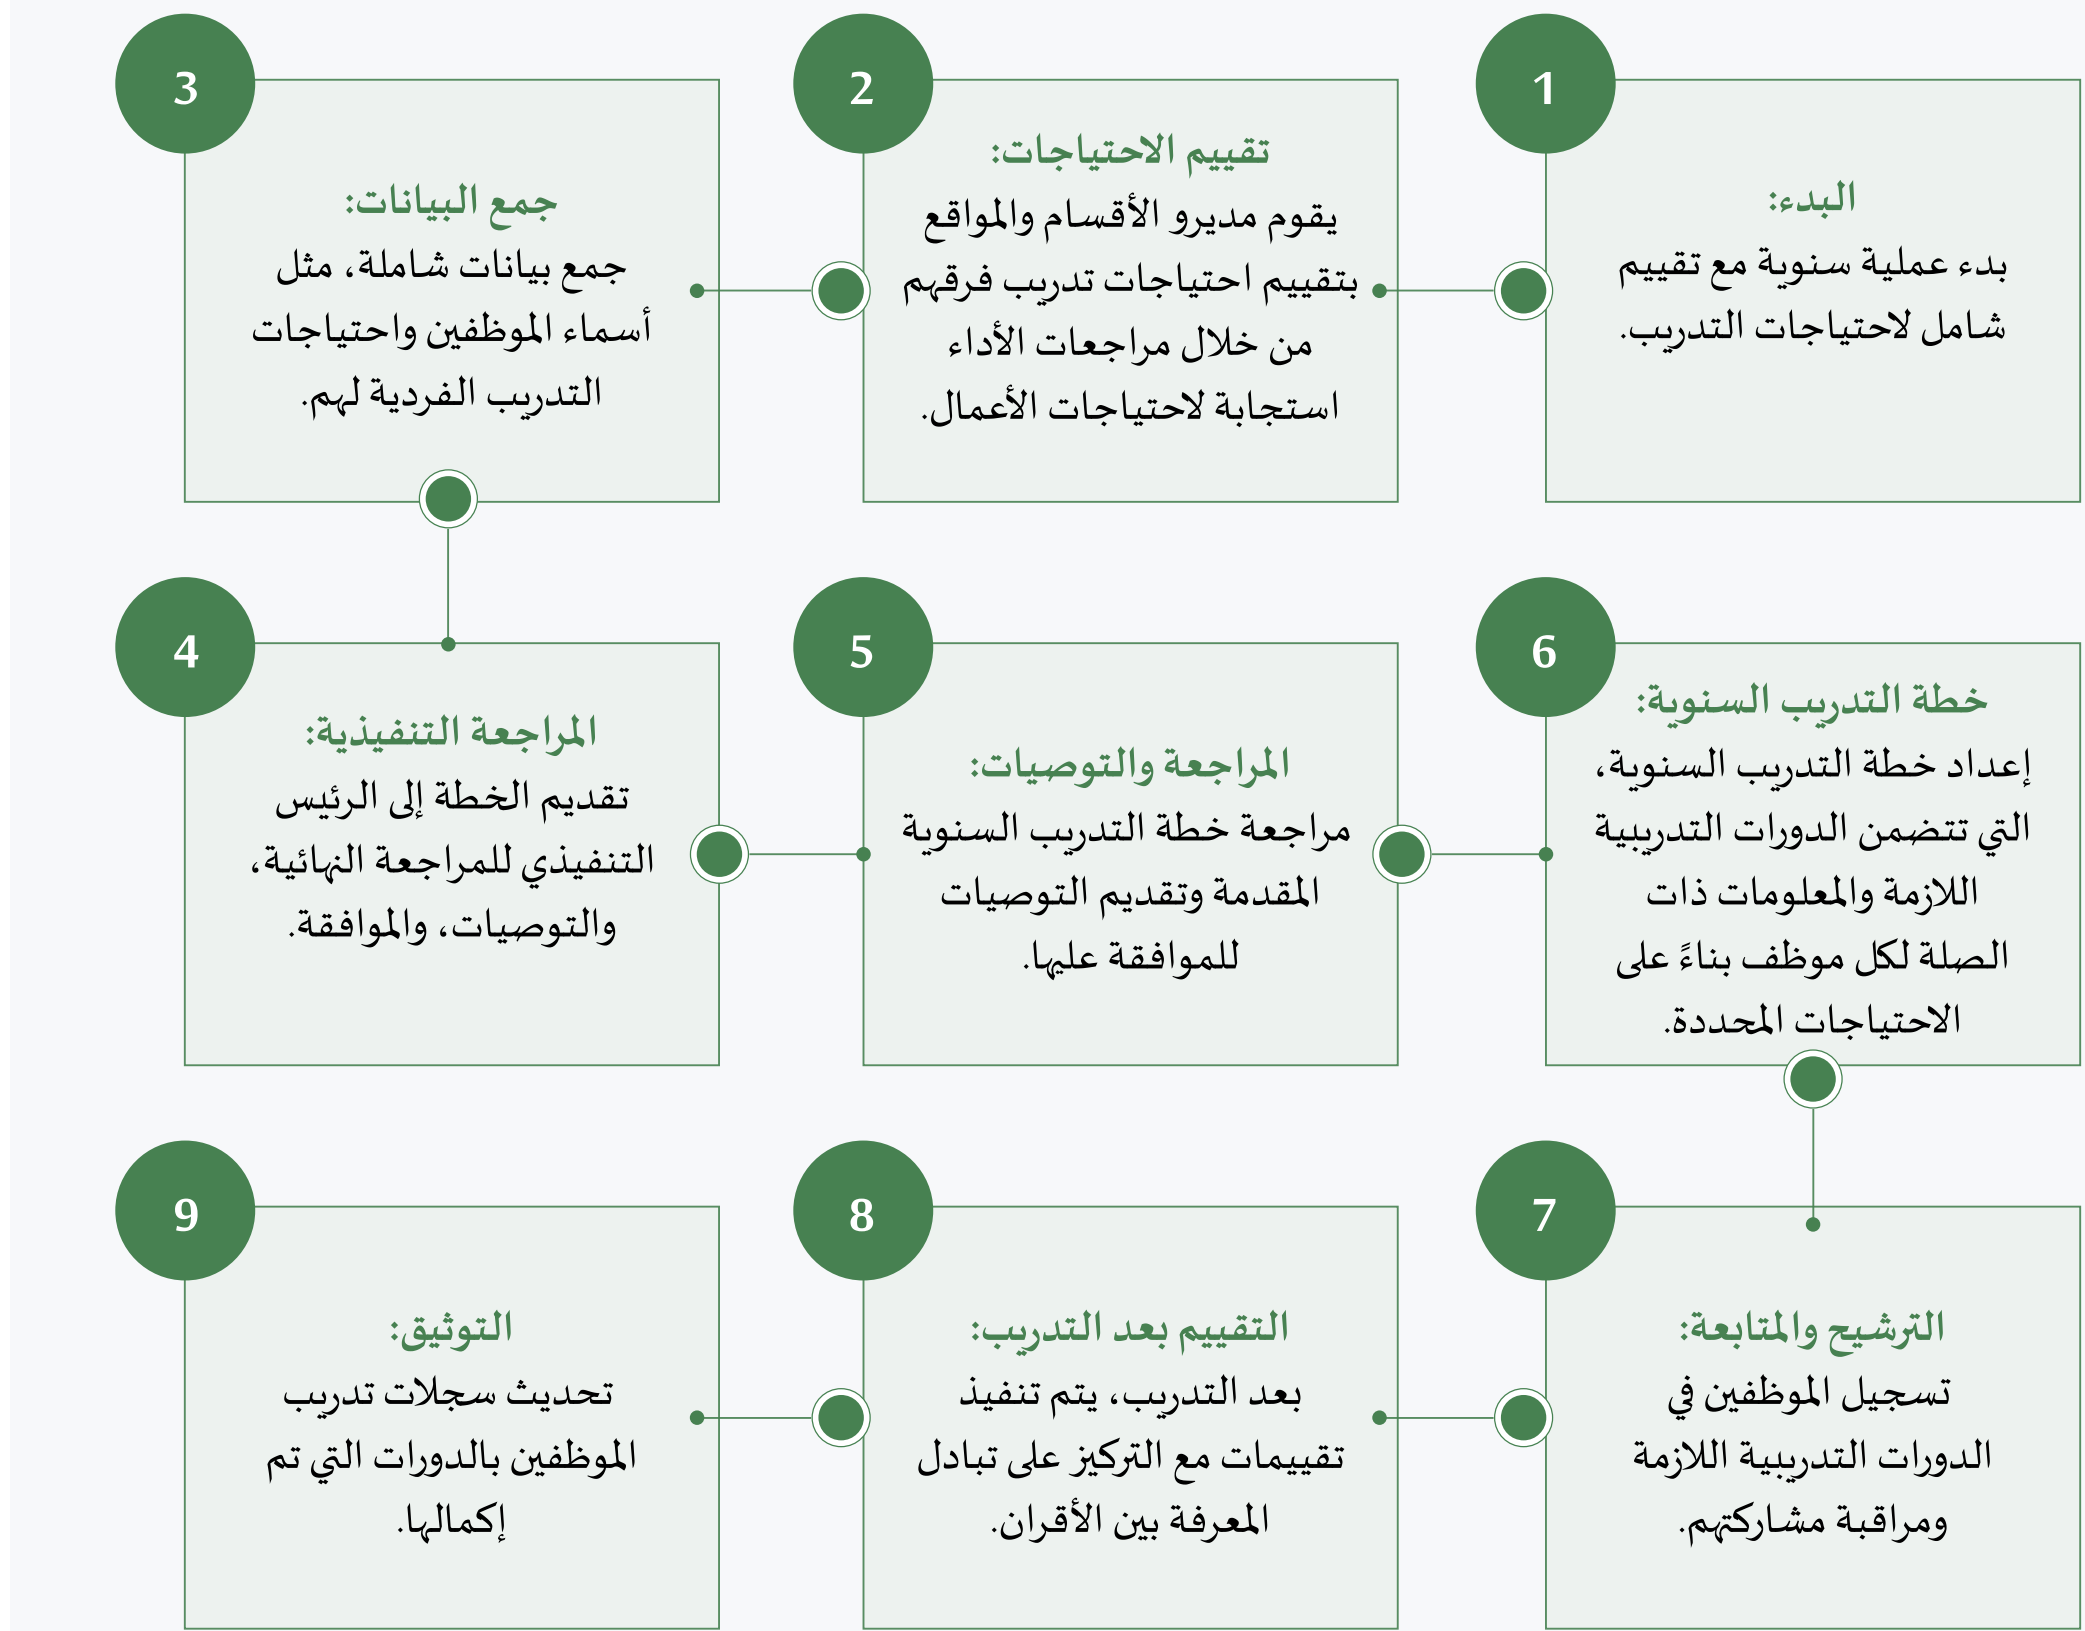 1
البدء:
بدء عملية سنوية مع تقييم
شامل لاحتياجات التدريب.
2
تقييم الاحتياجات:
يقوم مديرو الأقسام والمواقع
بتقييم احتياجات تدريب فرقهم
من خلال مراجعات الأداء
استجابة لاحتياجات الأعمال.
3
جمع البيانات:
جمع بيانات شاملة، مثل
أسماء الموظفين واحتياجات
التدريب الفردية لهم.
4
المراجعة التنفيذية:
تقديم الخطة إلى الرئيس
التنفيذي للمراجعة النهائية،
والتوصيات، والموافقة.
5
المراجعة والتوصيات:
مراجعة خطة التدريب السنوية
المقدمة وتقديم التوصيات
للموافقة عليها.
6
خطة التدريب السنوية:
إعداد خطة التدريب السنوية،
التي تتضمن الدورات التدريبية
اللازمة والمعلومات ذات
الصلة لكل موظف بناءً على
الاحتياجات المحددة.
7
الترشيح والمتابعة:
تسجيل الموظفين في
الدورات التدريبية اللازمة
ومراقبة مشاركتهم.
8
التقييم بعد التدريب:
بعد التدريب، يتم تنفيذ
تقييمات مع التركيز على تبادل
المعرفة بين الأقران.
9
التوثيق:
تحديث سجلات تدريب
الموظفين بالدورات التي تم
إكمالها.